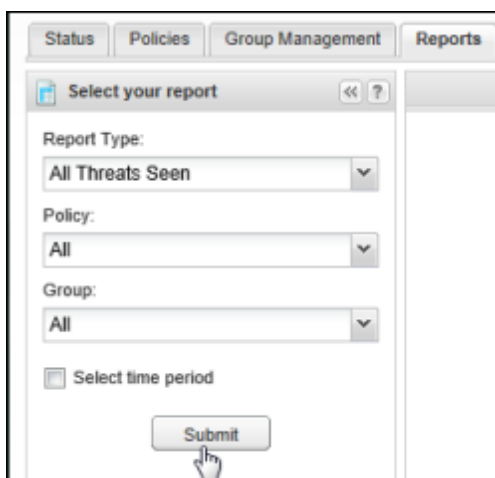 Status Policies Group Management Reports
Select your report « ?
Report Type:
All Threats Seen
Policy:
All
Group:
All
Select time period
Submit